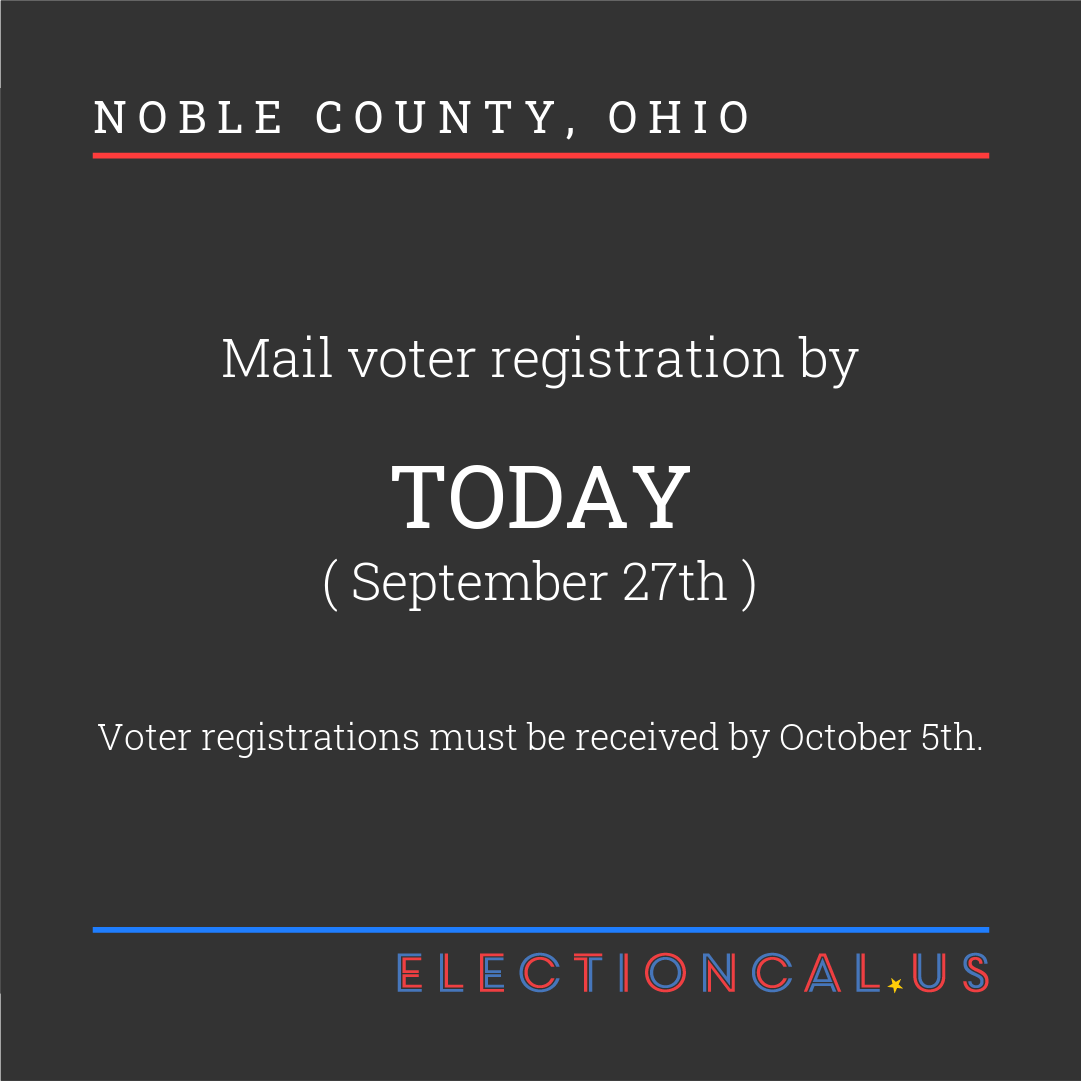 NOBLE COUNTY, OHIO
Mail voter registration by
TODAY
( September 27th )
Voter registrations must be received by October 5th.
ELECTIONCAL.US